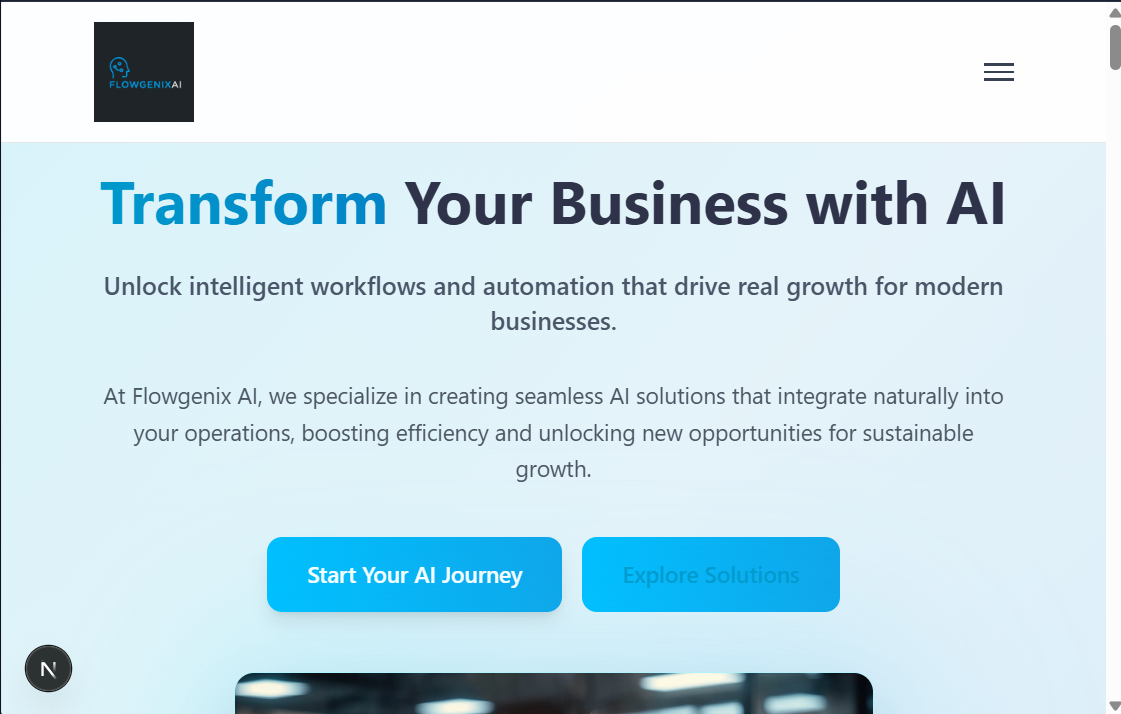 FLOWGENIXAI
Transform Your Business with AI
Unlock intelligent workflows and automation that drive real growth for modern
businesses.
At Flowgenix AI, we specialize in creating seamless AI solutions that integrate naturally into
your operations, boosting efficiency and unlocking new opportunities for sustainable
growth.
Start Your AI Journey
Explore Solutions
N